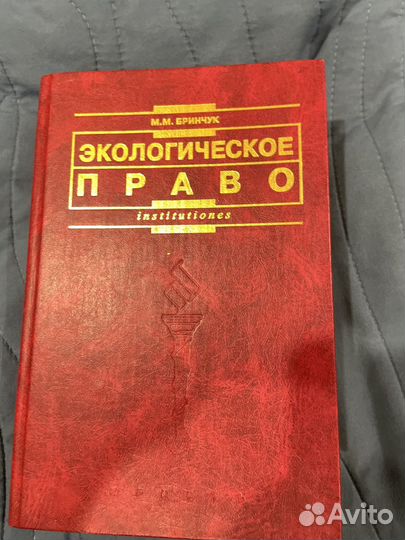 М.М. БРИНЧУК
ЭКОЛОГИЧЕСКОЕ
ПРАВО
institutiones
Avito